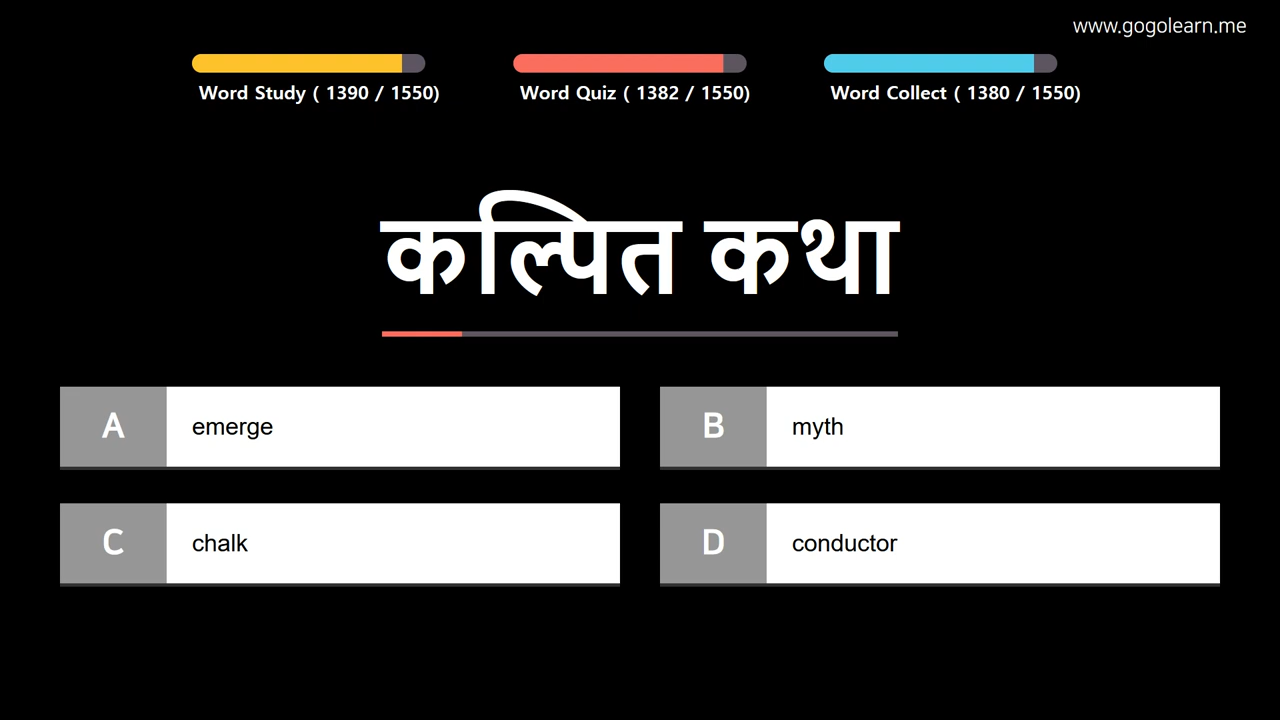 www.gogolearn.me
Word Study ( 1390 / 1550)
Word Quiz ( 1382 / 1550)
Word Collect ( 1380 / 1550)
कल्पित कथा
A emerge
B myth
C chalk
D conductor